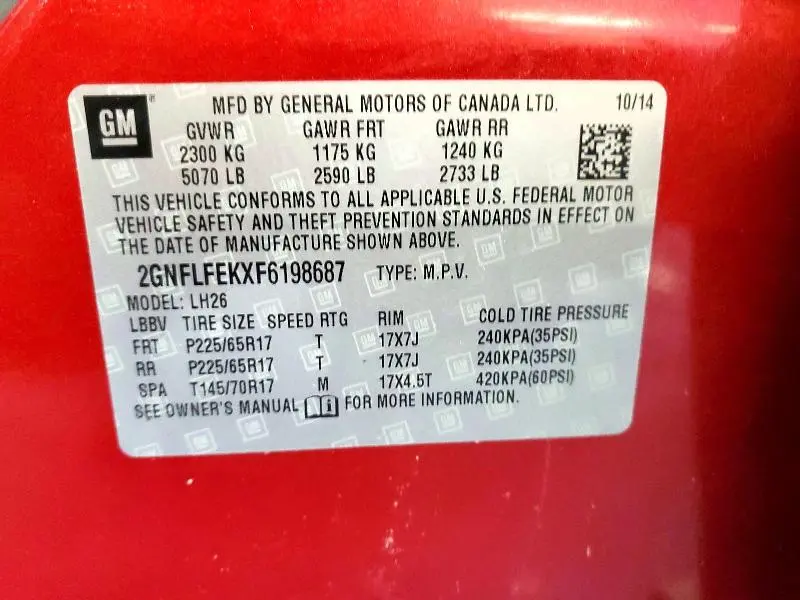 GM MFD BY GENERAL MOTORS OF CANADA LTD. 10/14
GVWR GAWR FRT GAWR RR
2300 KG 1175 KG 1240 KG
5070 LB 2590 LB 2733 LB
THIS VEHICLE CONFORMS TO ALL APPLICABLE U.S. FEDERAL MOTOR
VEHICLE SAFETY AND THEFT PREVENTION STANDARDS IN EFFECT ON
THE DATE OF MANUFACTURE SHOWN ABOVE.
2GNFLFEKXF6198687 TYPE: M.P.V.
MODEL: LH26
LBBV TIRE SIZE SPEED RTG RIM COLD TIRE PRESSURE
FRT P225/65R17 T 17X7J 240KPA(35PSI)
RR P225/65R17 T 17X7J 240KPA(35PSI)
SPA T145/70R17 M 17X4.5T 420KPA(60PSI)
SEE OWNER'S MANUAL FOR MORE INFORMATION.